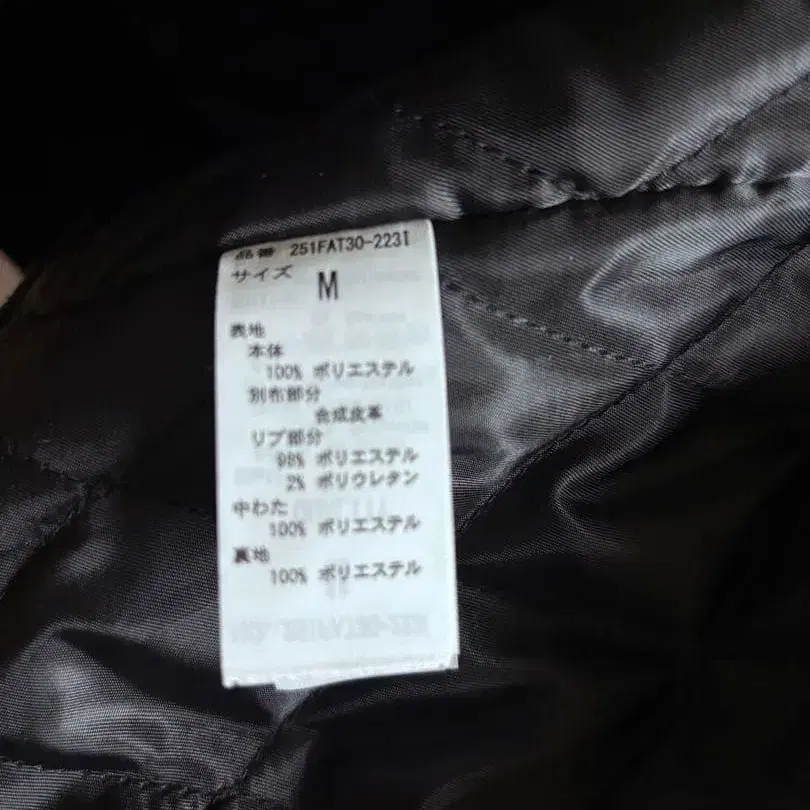 品番 251FAT30-223I
サイズ M
表地
本体
100% ポリエステル
別布部分
合成皮革
リブ部分
98% ポリエステル
2% ポリウレタン
中わた
100% ポリエステル
裏地
100% ポリエステル